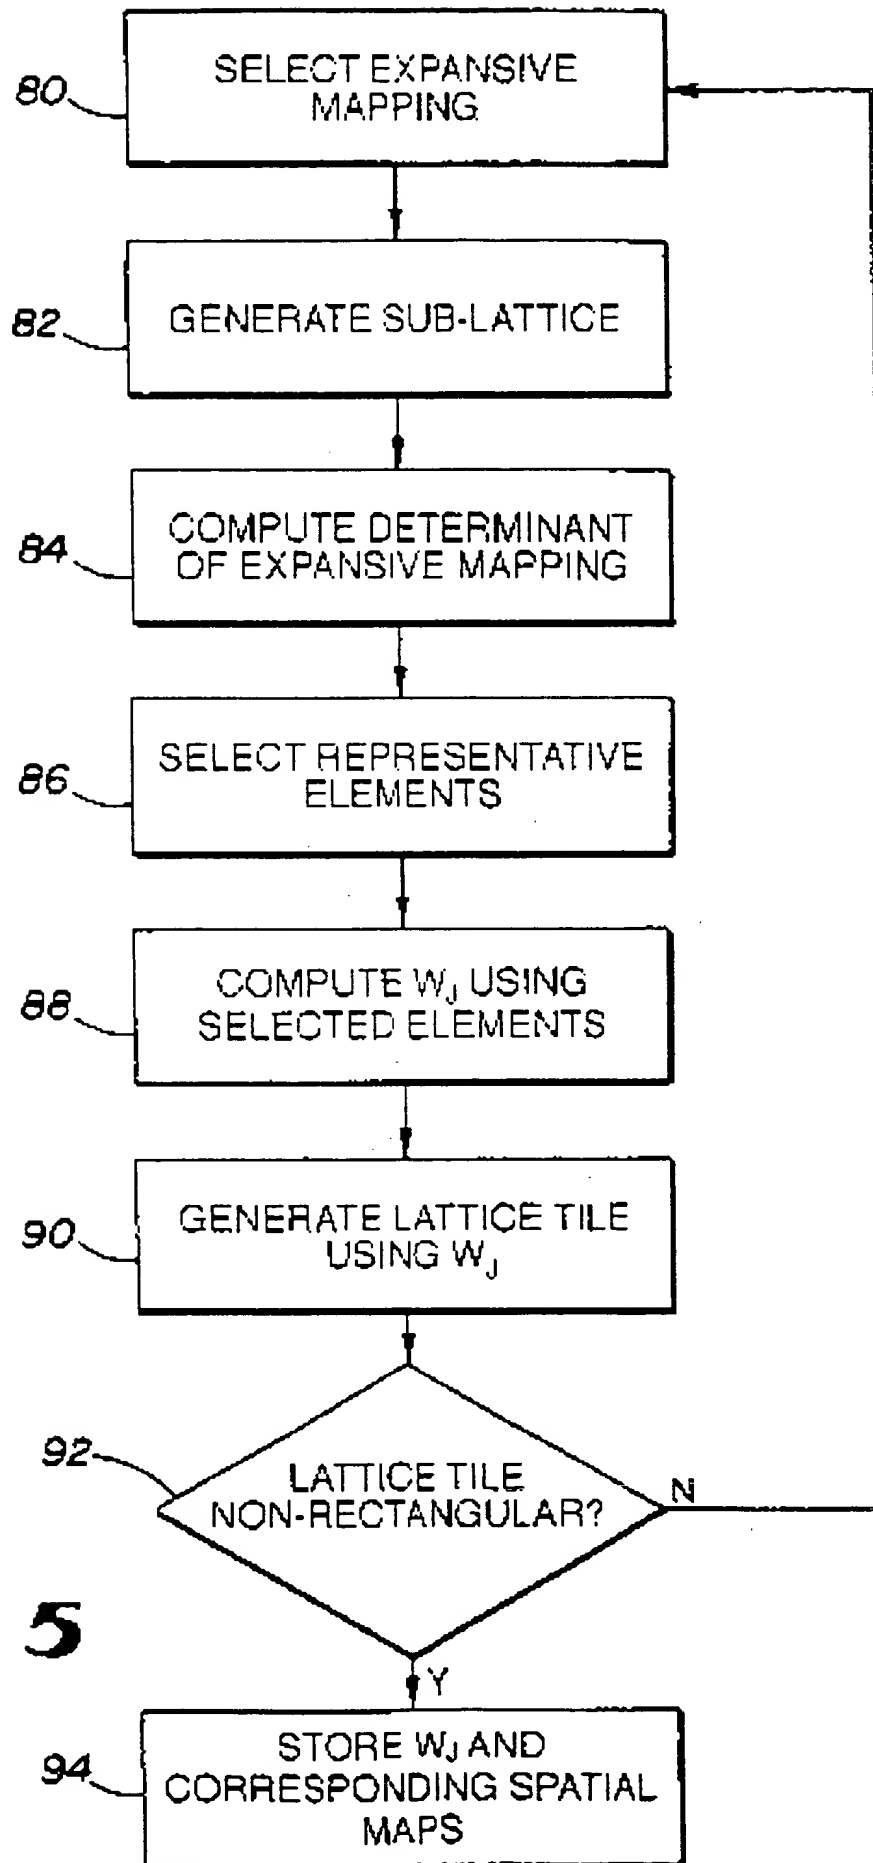 SELECT EXPANSIVE
MAPPING
80
GENERATE SUB-LATTICE
82
COMPUTE DETERMINANT
OF EXPANSIVE MAPPING
84
SELECT REPRESENTATIVE
ELEMENTS
86
COMPUTE WJ USING
SELECTED ELEMENTS
88
GENERATE LATTICE TILE
USING WJ
90
92
LATTICE TILE
NON-RECTANGULAR?
N
5
Y
STORE WJ AND
CORRESPONDING SPATIAL
MAPS
94